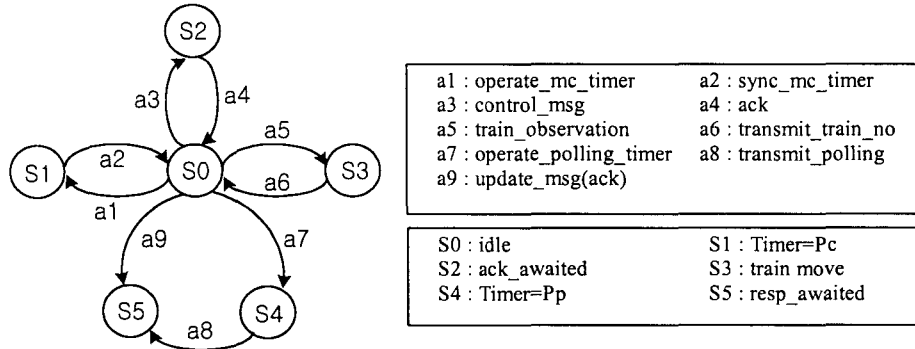 S2
a3
a4
a5
a2
S1
S0
S3
a6
a1
a9
a7
S5
S4
a8
a1 : operate_mc_timer a2 : sync_mc_timer
a3 : control_msg a4 : ack
a5 : train_observation a6 : transmit_train_no
a7 : operate_polling_timer a8 : transmit_polling
a9 : update_msg(ack)
S0 : idle S1 : Timer=Pc
S2 : ack_awaited S3 : train move
S4 : Timer=Pp S5 : resp_awaited